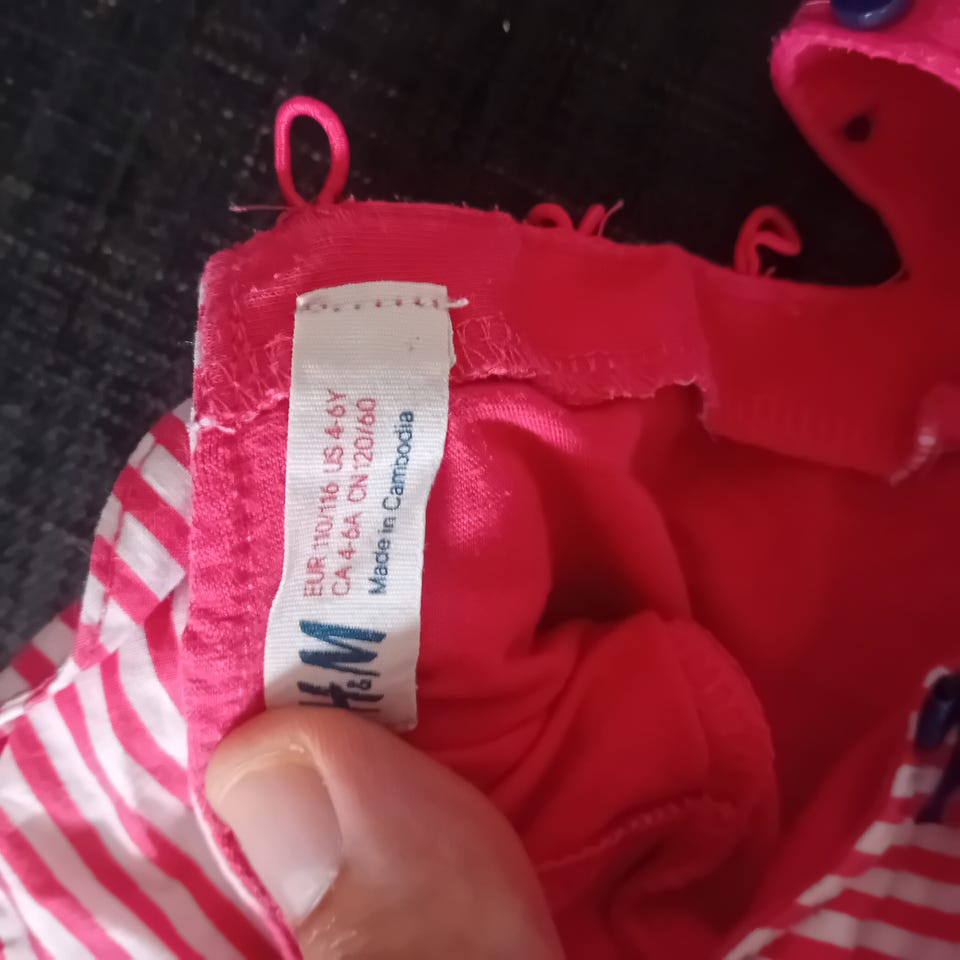 H&M
EUR 110/116 US 4-6Y
CA 4-6A CN 120/60
Made in Cambodia